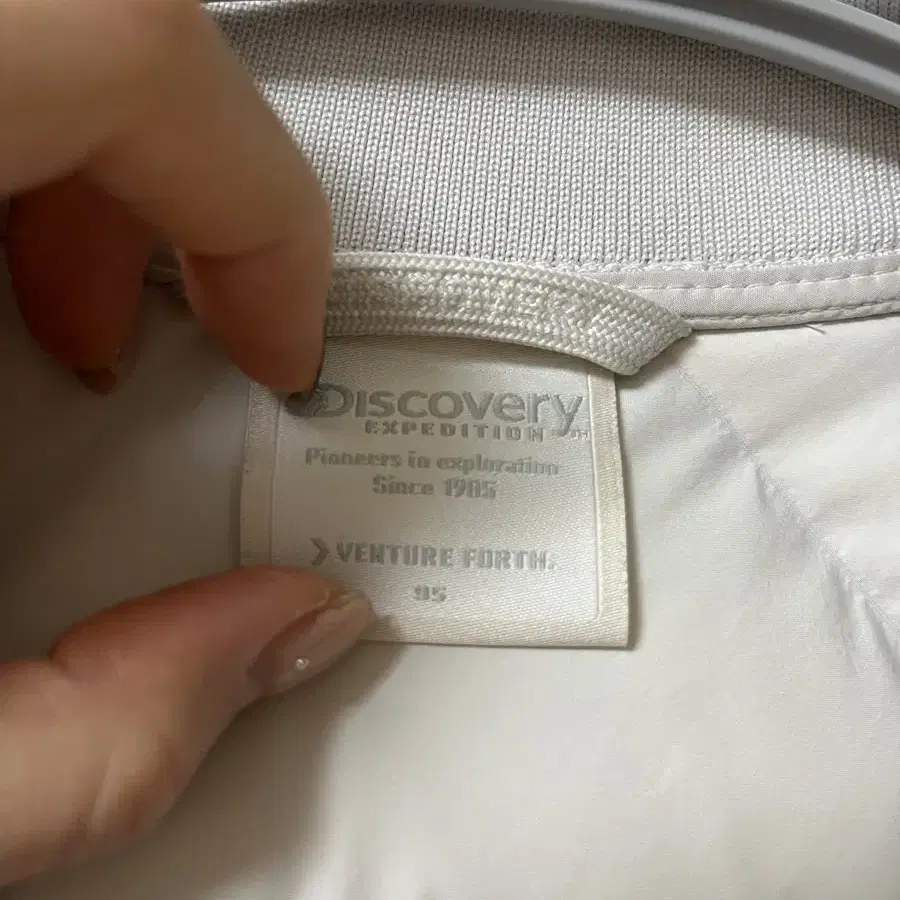 Discovery
EXPEDITION
Pioneers in exploration
Since 1985
VENTURE FORTH.
95